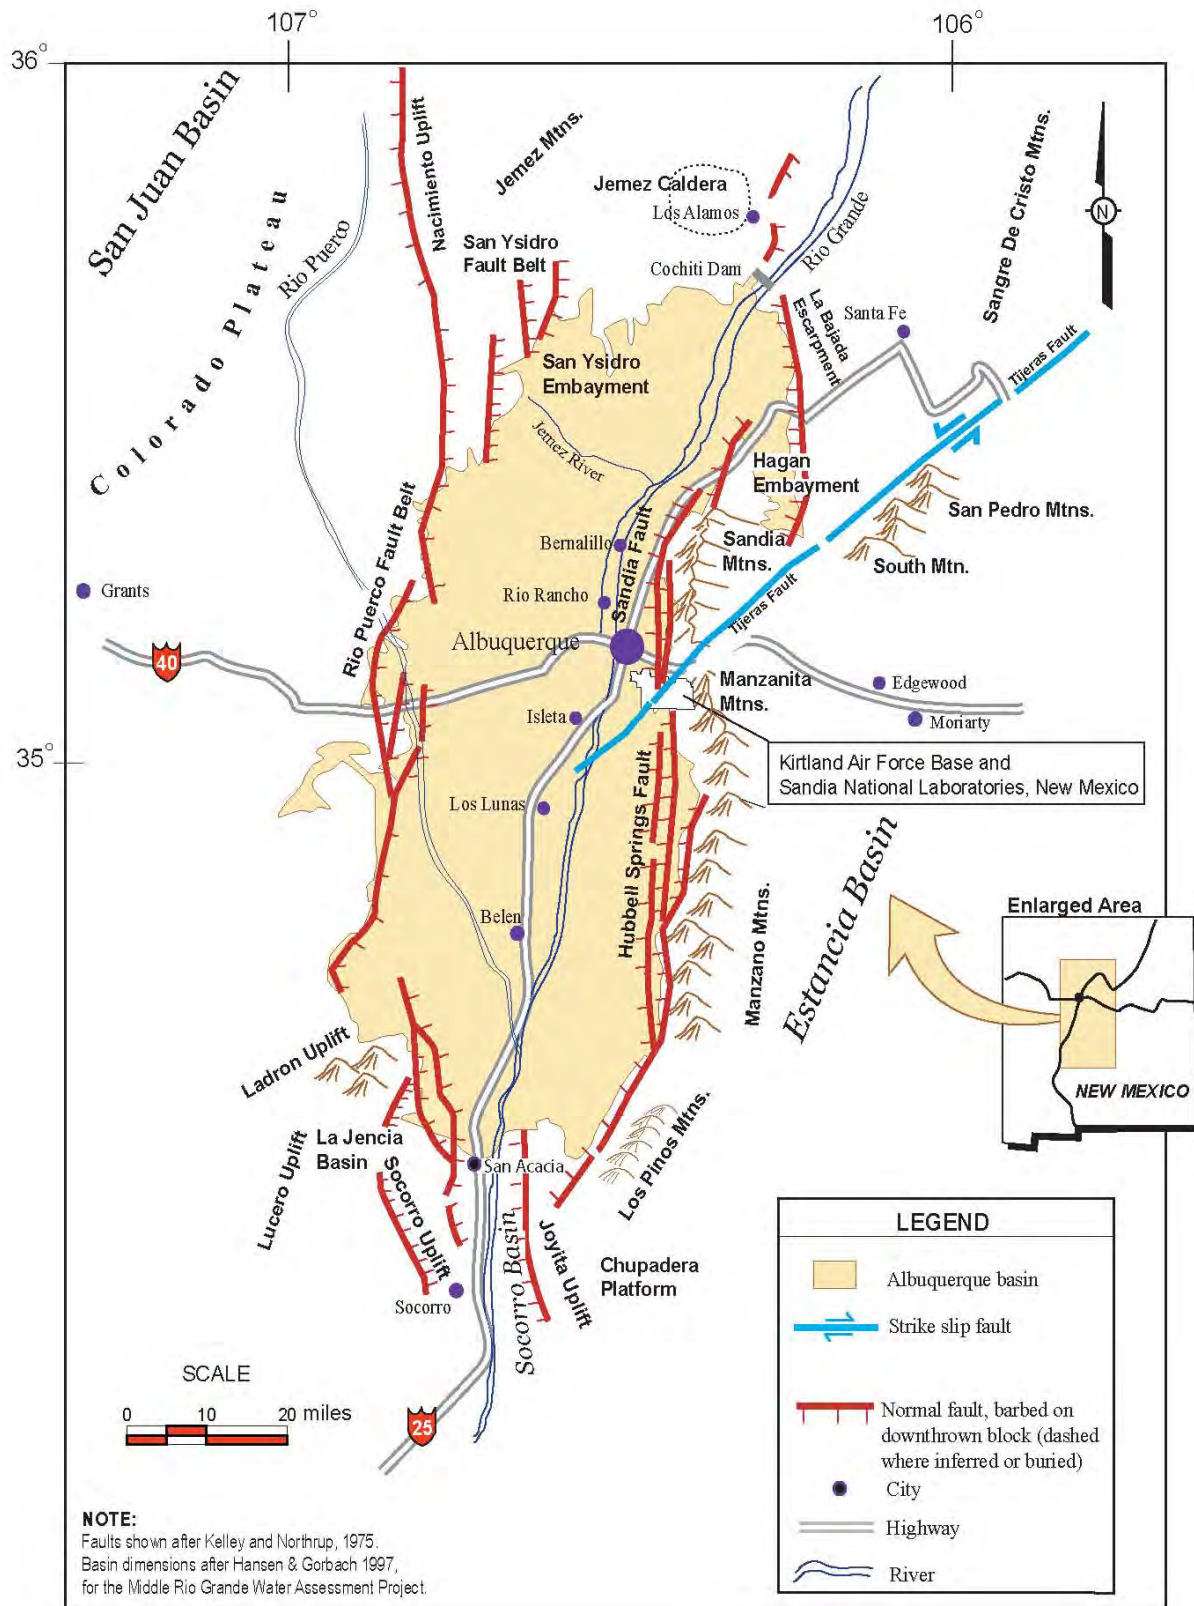 107°
106°
36°
San Juan Basin
Colorado Plateau
Rio Puerco
Nacimiento Uplift
Jemez Mtns.
Jemez Caldera
Los Alamos
San Ysidro
Fault Belt
Cochiti Dam
Rio Grande
Sangre De Cristo Mtns.
N
La Bajada
Escarpment
Santa Fe
Tijeras Fault
San Ysidro
Embayment
Jemez River
Hagan
Embayment
San Pedro Mtns.
Rio Puerco Fault Belt
Bernalillo
Sandia Fault
Sandia
Mtns.
South Mtn.
Grants
Rio Rancho
Tijeras Fault
Albuquerque
40
Manzanita
Mtns.
Edgewood
Isleta
Moriarty
35°
Kirtland Air Force Base and
Sandia National Laboratories, New Mexico
Los Lunas
Hubbell Springs Fault
Estancia Basin
Belen
Manzano Mtns.
Enlarged Area
NEW MEXICO
Ladron Uplift
Lucero Uplift
La Jencia
Basin
Socorro Uplift
San Acacia
Los Pinos Mtns.
Socorro Basin
Joyita Uplift
Chupadera
Platform
Socorro
25
SCALE
0 10 20 miles
LEGEND
Albuquerque basin
Strike slip fault
Normal fault, barbed on
downthrown block (dashed
where inferred or buried)
City
Highway
River
NOTE:
Faults shown after Kelley and Northrup, 1975.
Basin dimensions after Hansen & Gorbach 1997,
for the Middle Rio Grande Water Assessment Project.